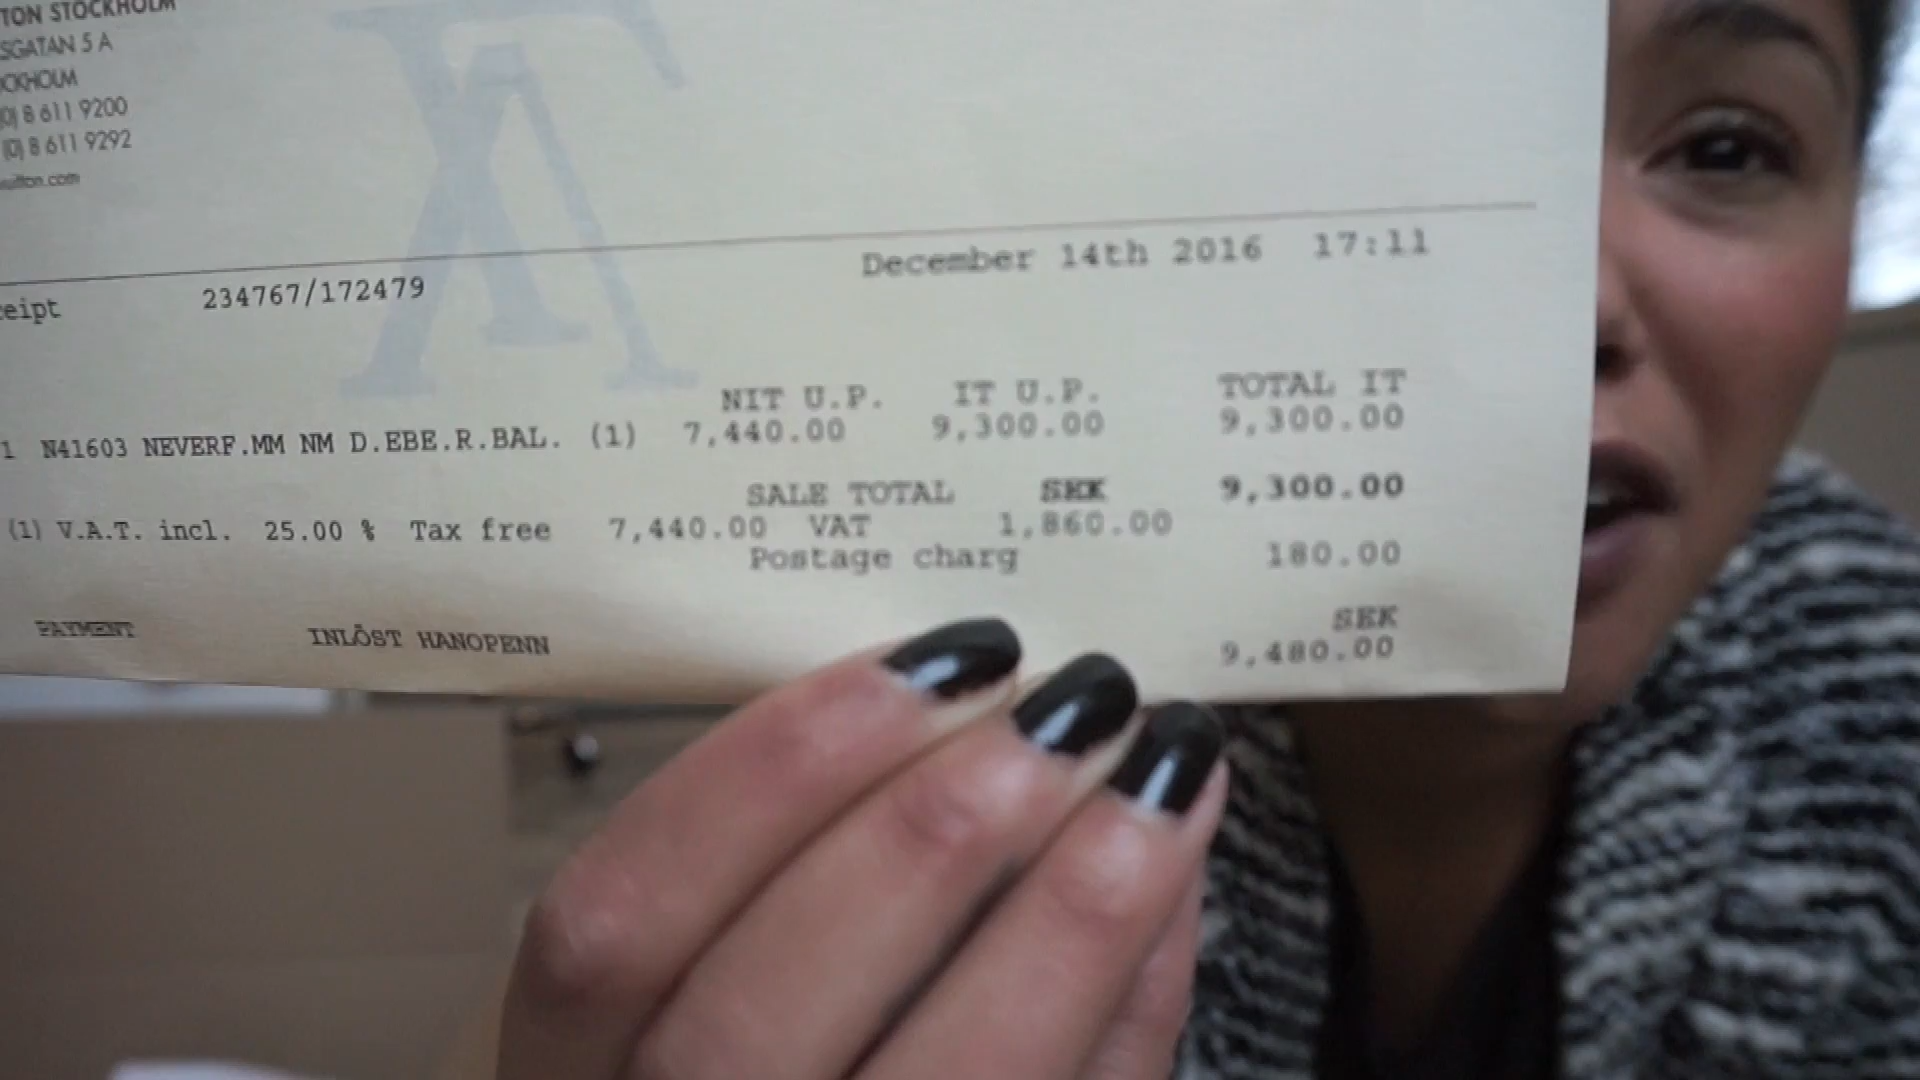 TON STOCKHOLM
SGATAN 5 A
OCKHOLM
(0) 8 611 9200
(0) 8 611 9292
uitton.com
December 14th 2016 17:11
eipt 234767/172479
NIT U.P. IT U.P. TOTAL IT
1 N41603 NEVERF.MM NM D.EBE.R.BAL. (1) 7,440.00 9,300.00 9,300.00
SALE TOTAL SEK 9,300.00
(1) V.A.T. incl. 25.00 % Tax free 7,440.00 VAT 1,860.00
Postage charg 180.00
SEK
PAYMENT INLÖST HANOPENN 9,480.00